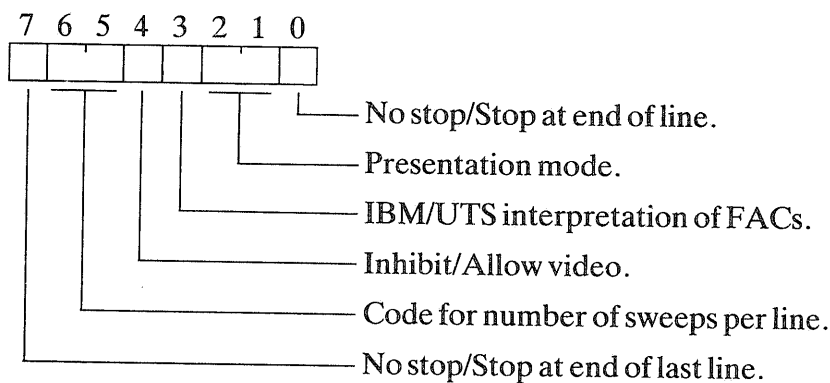 7 6 5 4 3 2 1 0
No stop/Stop at end of line.
Presentation mode.
IBM/UTS interpretation of FACs.
Inhibit/Allow video.
Code for number of sweeps per line.
No stop/Stop at end of last line.